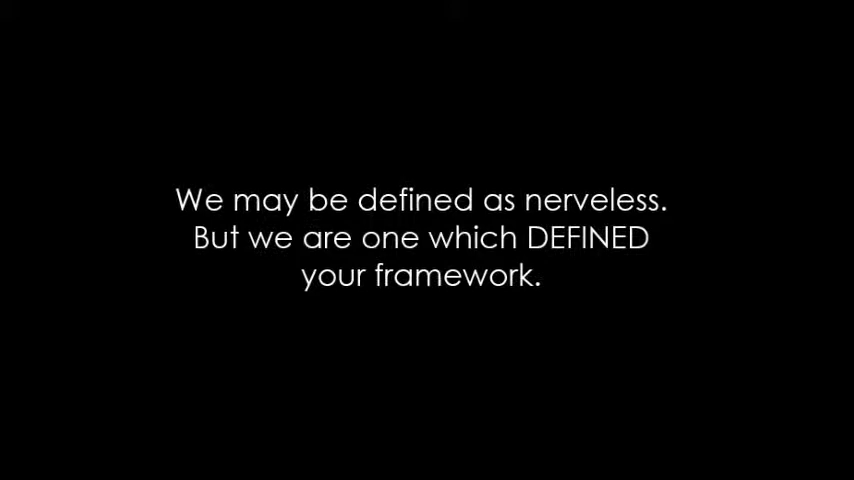 We may be defined as nerveless.
But we are one which DEFINED
your framework.